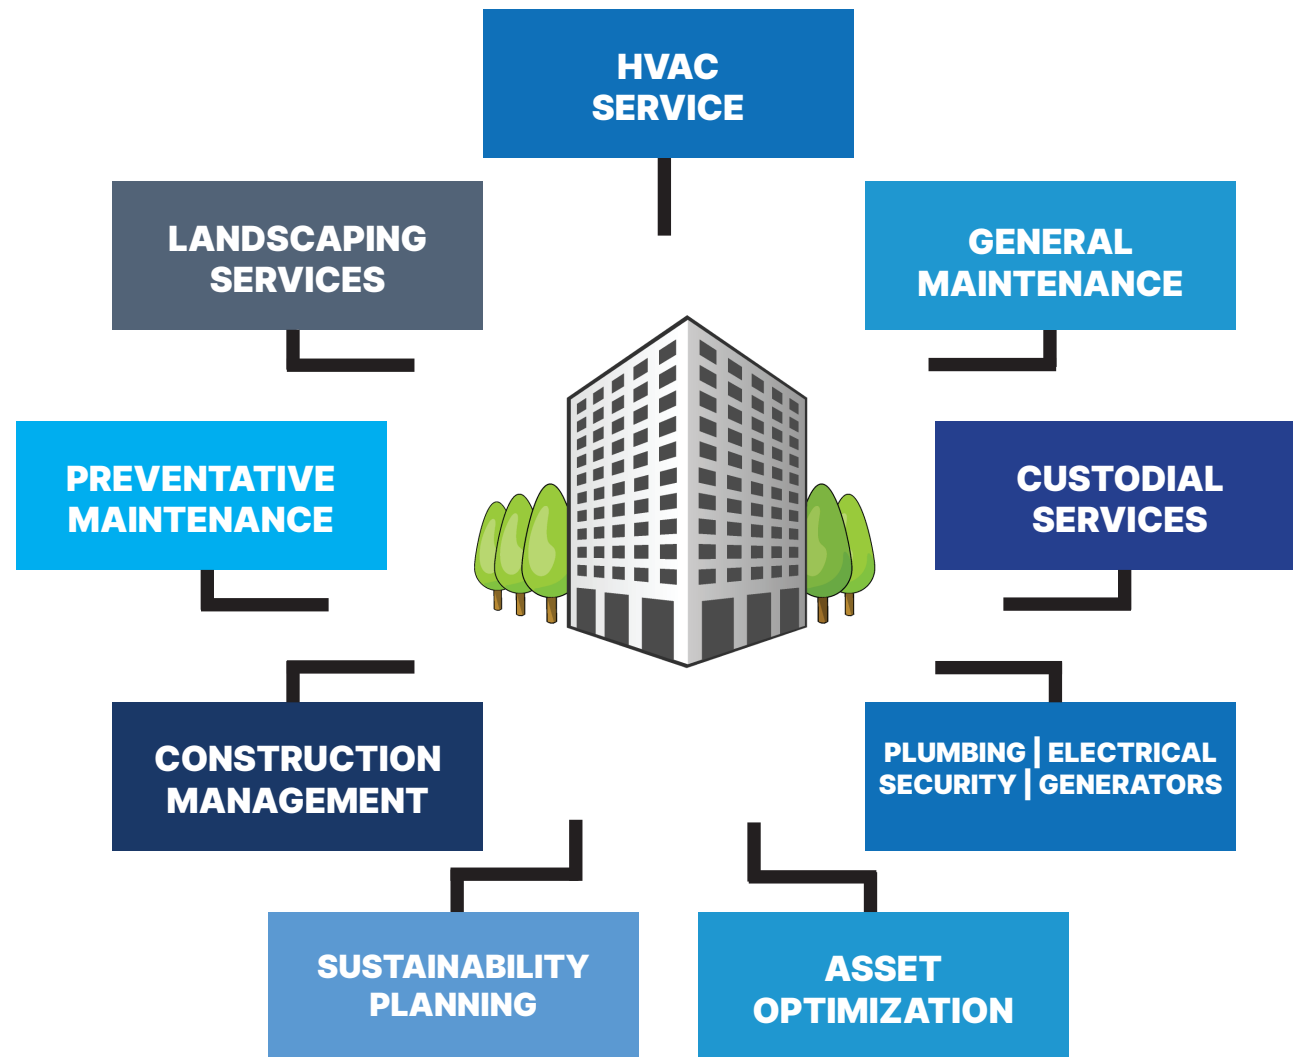 HVAC
SERVICE
LANDSCAPING
SERVICES
GENERAL
MAINTENANCE
PREVENTATIVE
MAINTENANCE
CUSTODIAL
SERVICES
CONSTRUCTION
MANAGEMENT
PLUMBING | ELECTRICAL
SECURITY | GENERATORS
SUSTAINABILITY
PLANNING
ASSET
OPTIMIZATION